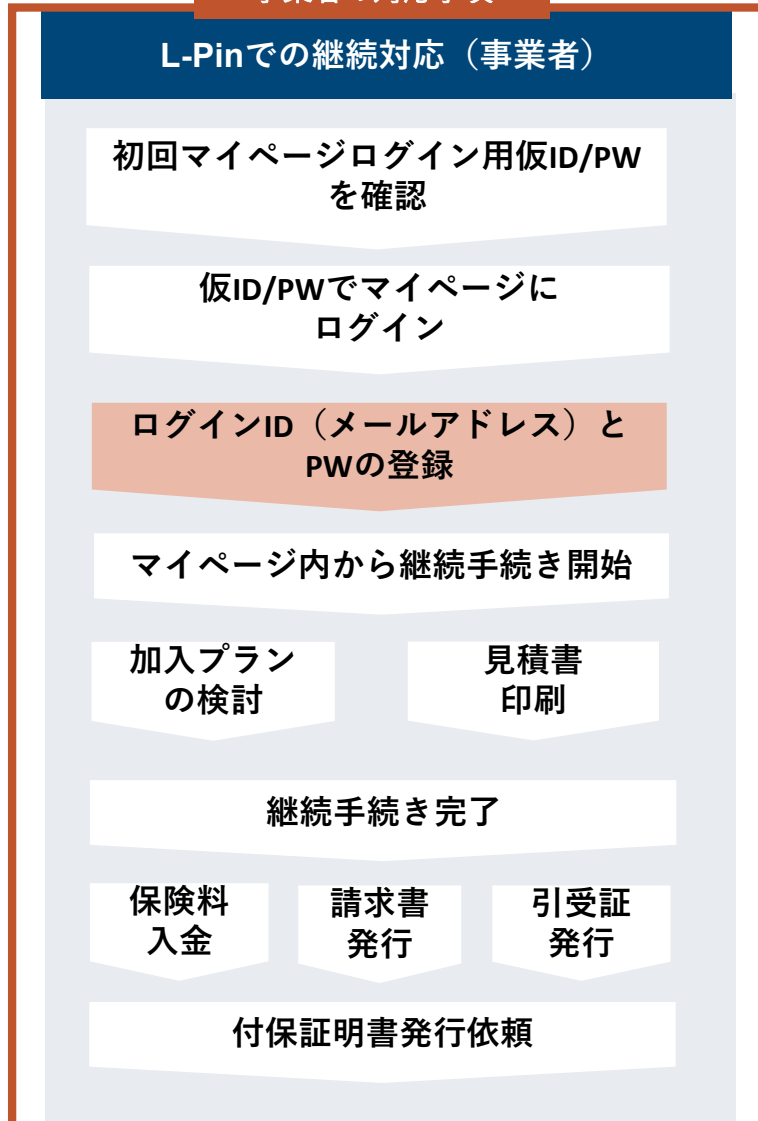 L-Pinでの継続対応（事業者）
初回マイページログイン用仮ID/PW
を確認
仮ID/PWでマイページに
ログイン
ログインID（メールアドレス）と
PWの登録
マイページ内から継続手続き開始
加入プラン
の検討
見積書
印刷
継続手続き完了
保険料
入金
請求書
発行
引受証
発行
付保証明書発行依頼